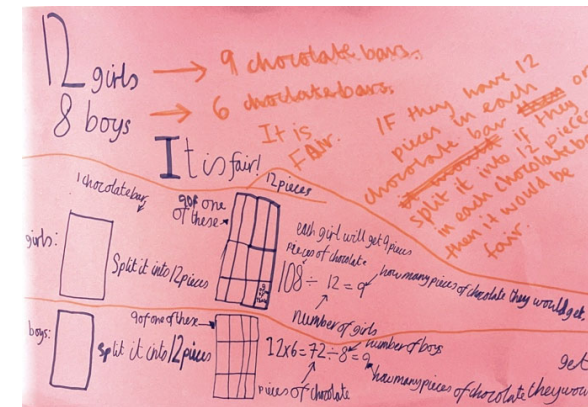 12 girls → 9 chocolate bars.
8 boys → 6 choclate bars.
It is
FAIR.
It is fair!
IF they have 12
pieces in each
chocolate bar or
if they
split it into 12 pieces
in each chocolate bar
then it would be
fair.
1 chocolate bar
12 pieces
9 of one
of these
girls:
Split it into 12 pieces
each girl will get 9 pieces
pieces of chocolate
108 ÷ 12 = 9
how many pieces of chocolate they would get.
number of girls
boys:
9 of one of these
Split it into 12 pieces
12x6=72÷8=9
number of boys
pieces of chocolate
how many pieces of chocolate they wou
get